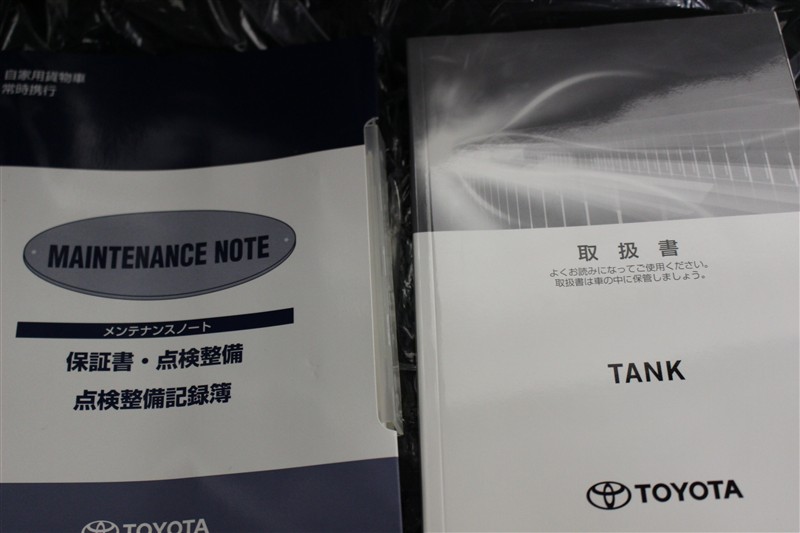 自家用貨物車
常時携行
MAINTENANCE NOTE
メンテナンスノート
保証書・点検整備
点検整備記録簿
TOYOTA
取扱書
よくお読みになってご使用ください。
取扱書は車の中に保管しましょう。
TANK
TOYOTA